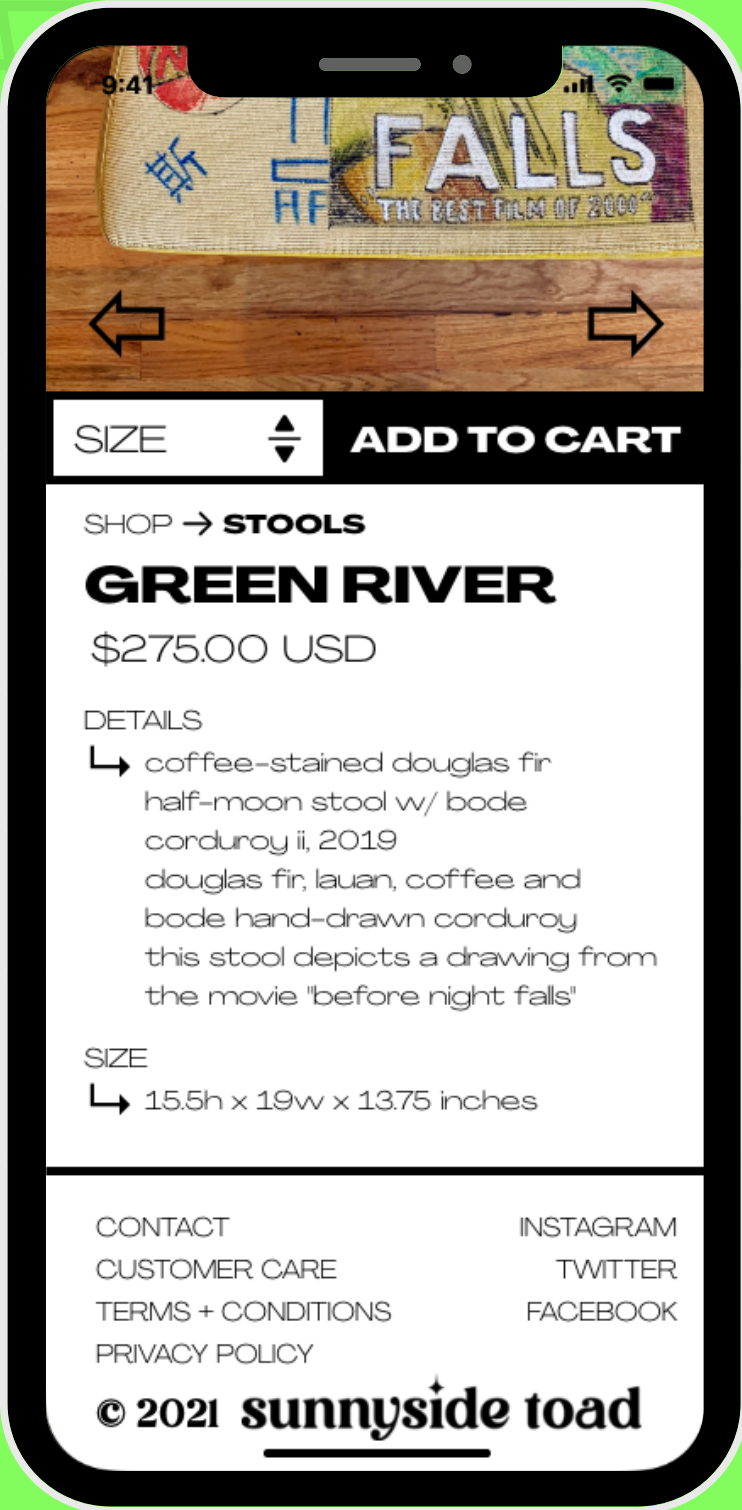 9:41
斬
AF
FALLS
"THE BEST FILM OF 2000"
SIZE
ADD TO CART
SHOP → STOOLS
GREEN RIVER
$275.00 USD
DETAILS
coffee-stained douglas fir
half-moon stool w/ bode
corduroy ii, 2019
douglas fir, lauan, coffee and
bode hand-drawn corduroy
this stool depicts a drawing from
the movie "before night falls"
SIZE
15.5h x 19w x 13.75 inches
CONTACT
INSTAGRAM
CUSTOMER CARE
TWITTER
TERMS + CONDITIONS
FACEBOOK
PRIVACY POLICY
© 2021 sunnyside toad